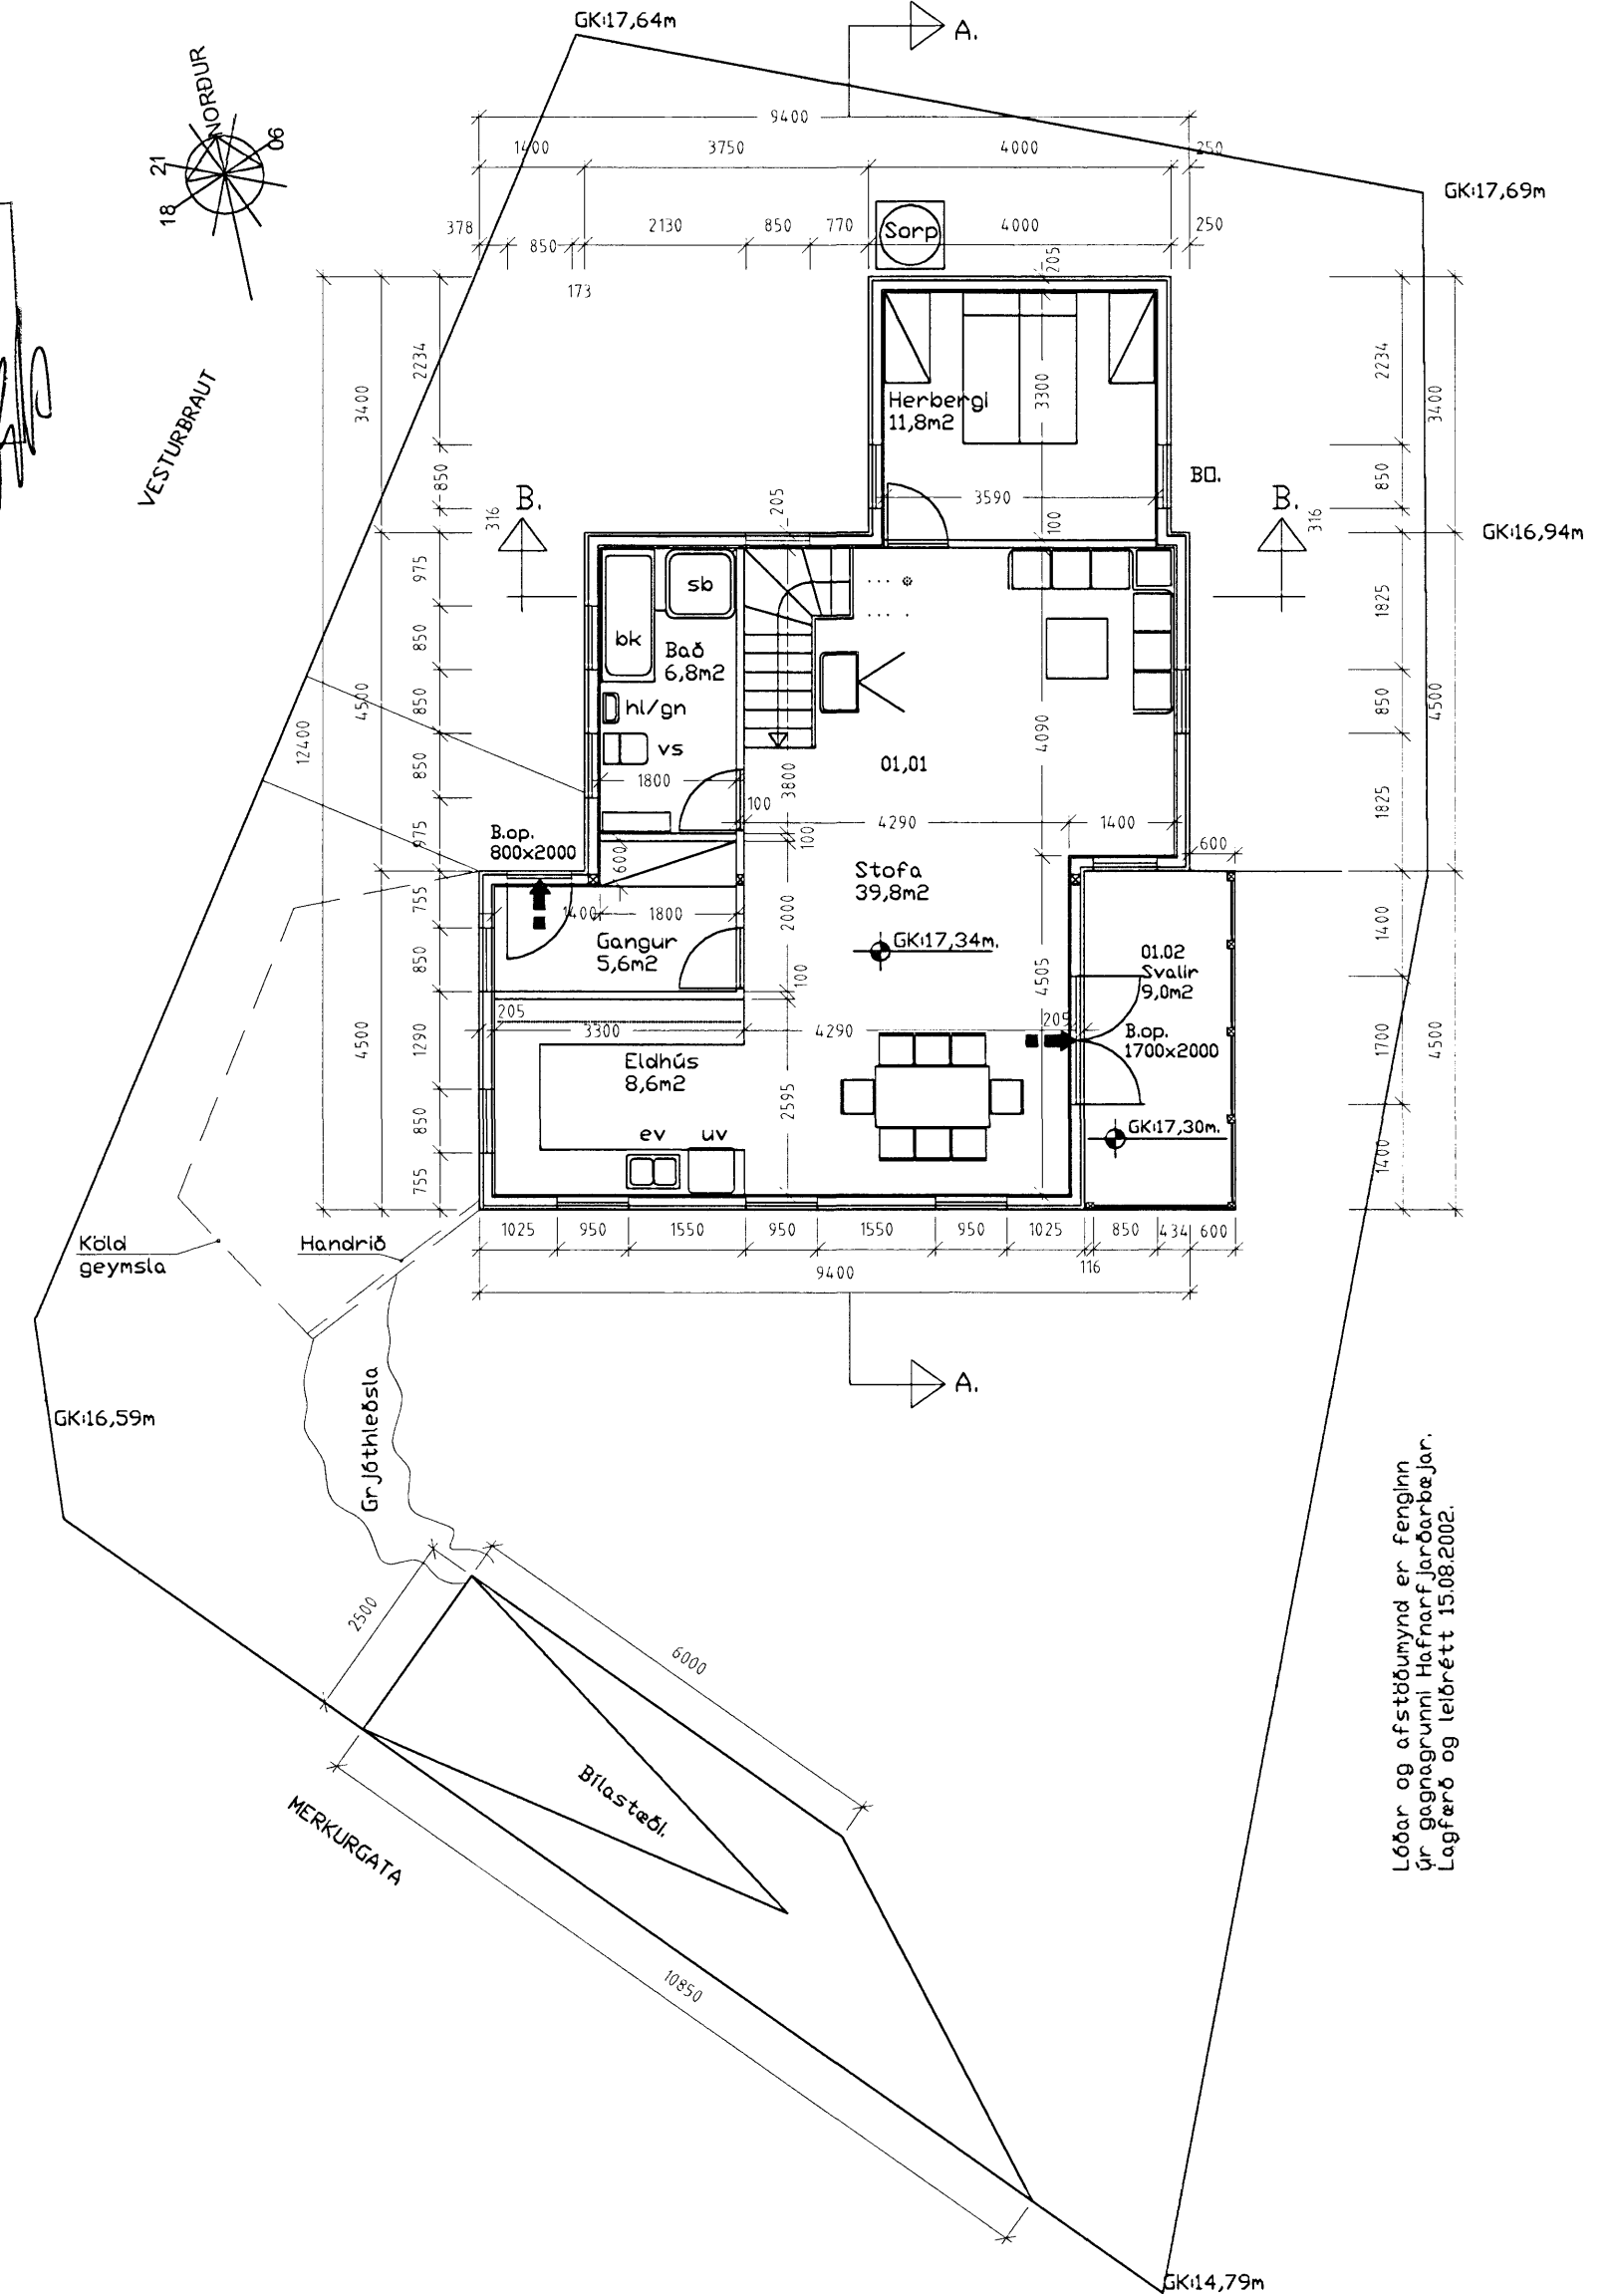 GK:17,64m
A.
NORÐUR
06
21
18
9400
1400
3750
4000
250
GK:17,69m
378
850
2130
850
770
Sorp
4000
250
173
205
VESTURBRAUT
2234
3400
Herbergi
11,8m2
3300
2234
3400
850
3590
BO.
850
B.
316
205
100
B.
316
GK:16,94m
975
sb
bk
Bað
6,8m2
1825
850
hl/gn
vs
4500
12400
850
850
4090
850
4500
1800
3800
01,01
1825
100
4290
1400
975
B.op.
800x2000
600
100
600
Stofa
39,8m2
755
1400
1800
2000
Gangur
5,6m2
GK:17,34m.
01.02
Svalir
9,0m2
1400
850
100
4505
205
3300
4290
205
B.op.
1700x2000
1290
4500
Eldhús
8,6m2
1700
4500
2595
850
ev
uv
GK:17,30m.
755
1400
1025
950
1550
950
1550
950
1025
850
434
600
116
9400
Köld
geymsla
Handrið
A.
GK:16,59m
Grjóthleðsla
2500
6000
Bílastæði.
MERKURGATA
10850
Lóðar og afstöðumynd er fenginn
úr gagnagrunni Hafnarfjarðarbæjar.
Lagfærð og leiðrétt 15.08.2002.
GK:14,79m